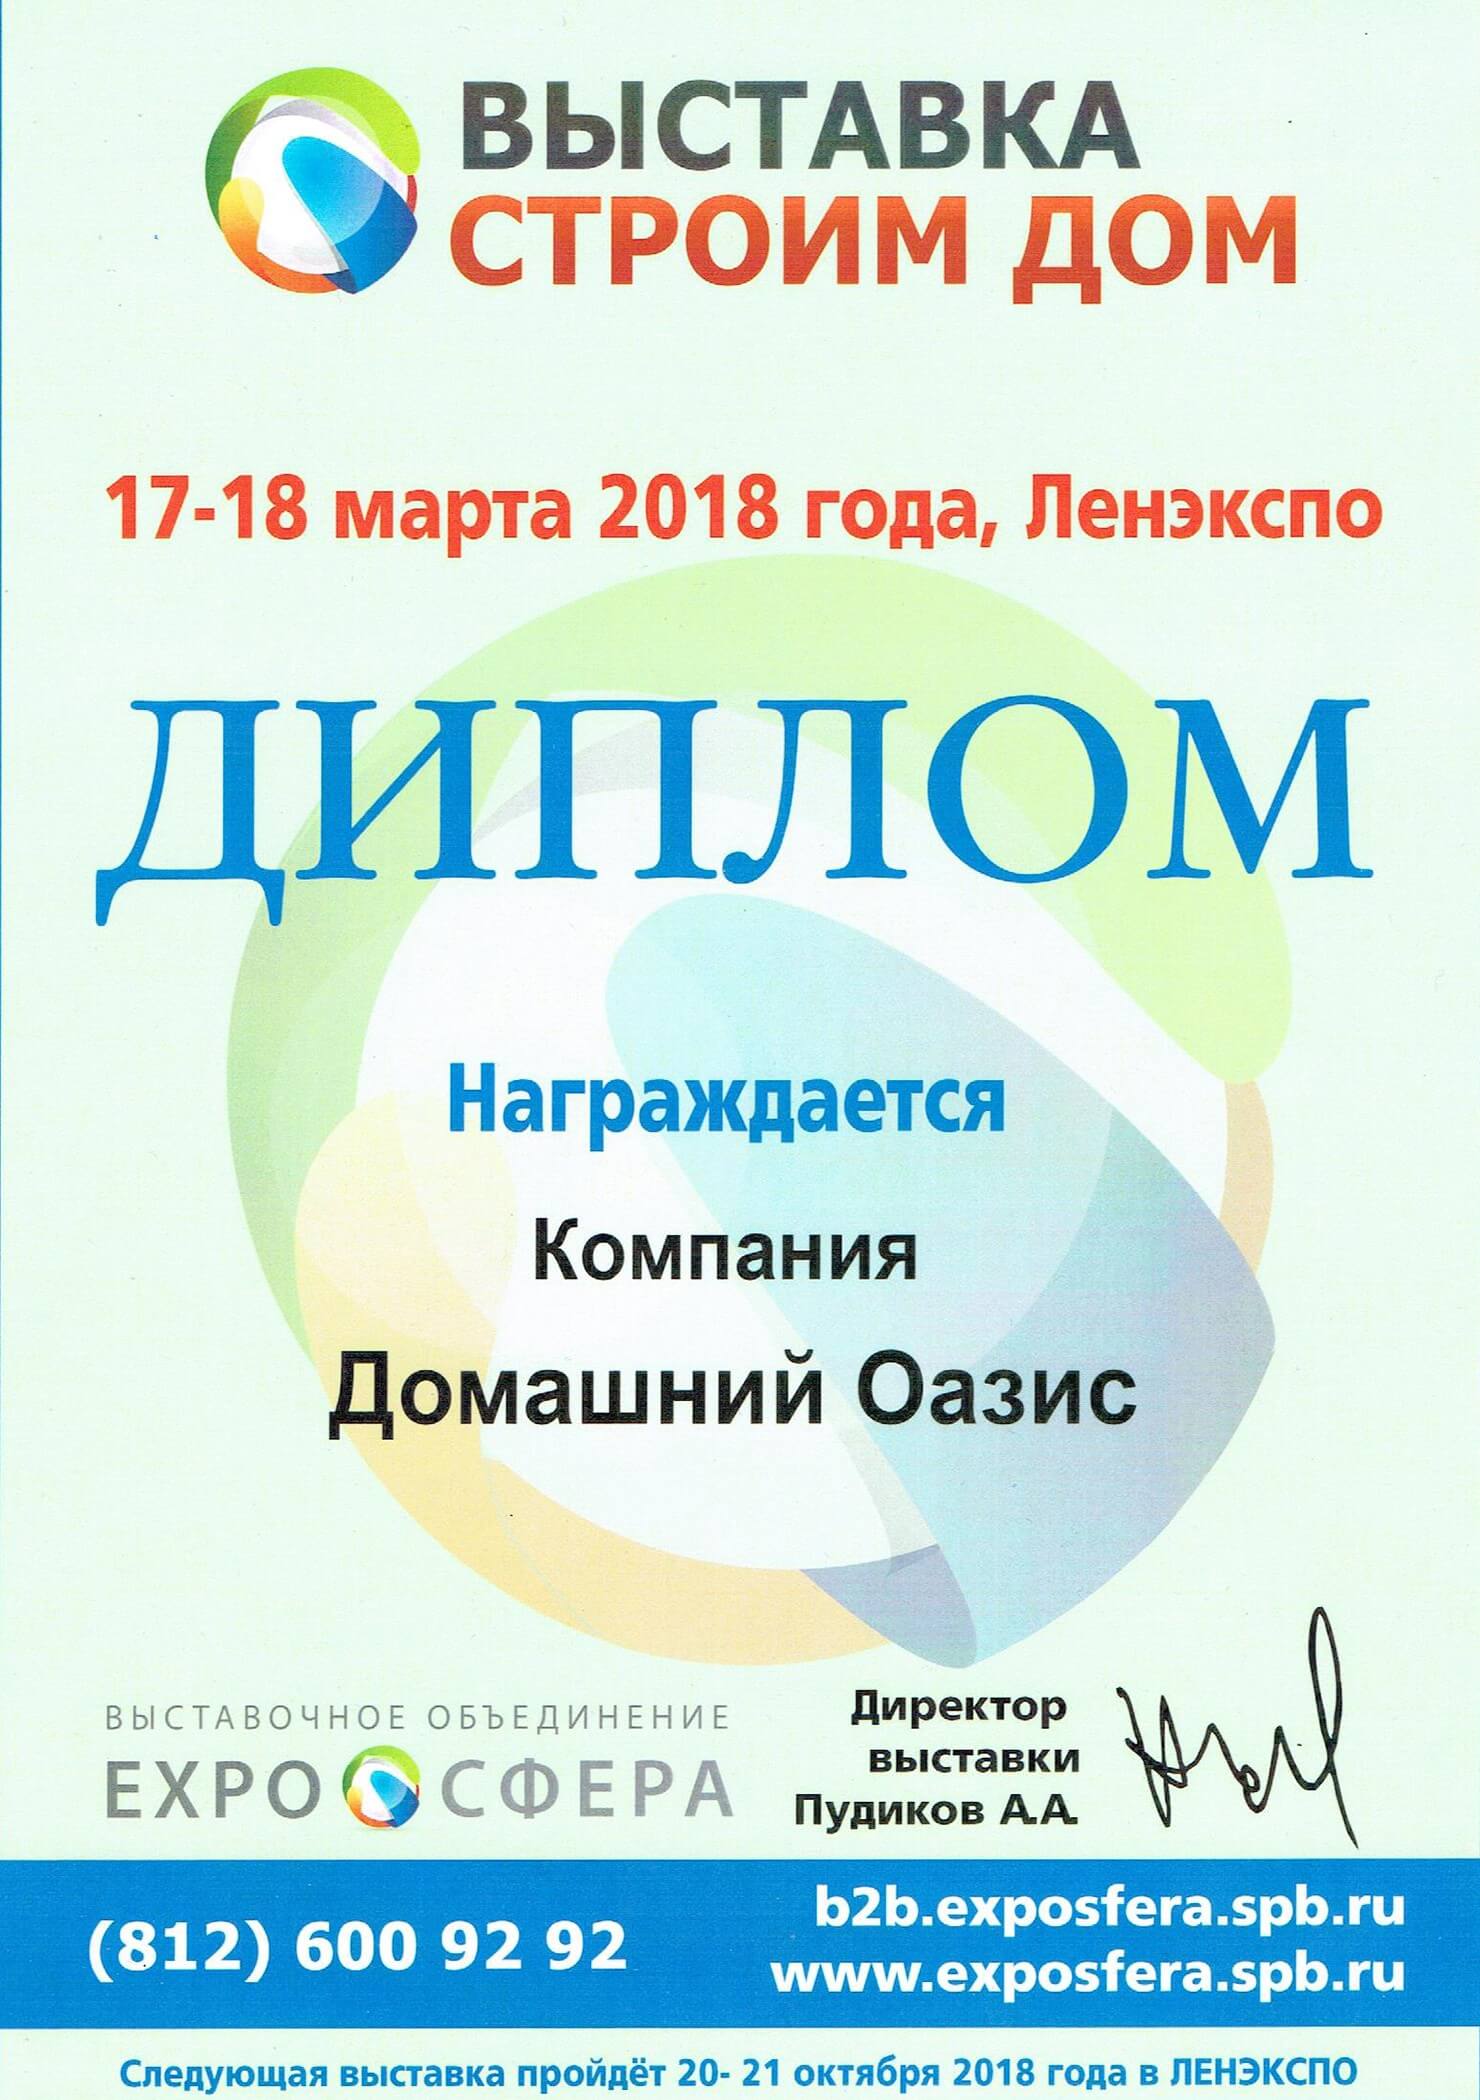 ВЫСТАВКА
СТРОИМ ДОМ
17-18 марта 2018 года, Ленэкспо
ДИПЛОМ
Награждается
Компания
Домашний Оазис
ВЫСТАВОЧНОЕ ОБЪЕДИНЕНИЕ
EXPO СФЕРА
Директор
выставки
Пудиков А.А.
(812) 600 92 92
b2b.exposfera.spb.ru
www.exposfera.spb.ru
Следующая выставка пройдёт 20- 21 октября 2018 года в ЛЕНЭКСПО